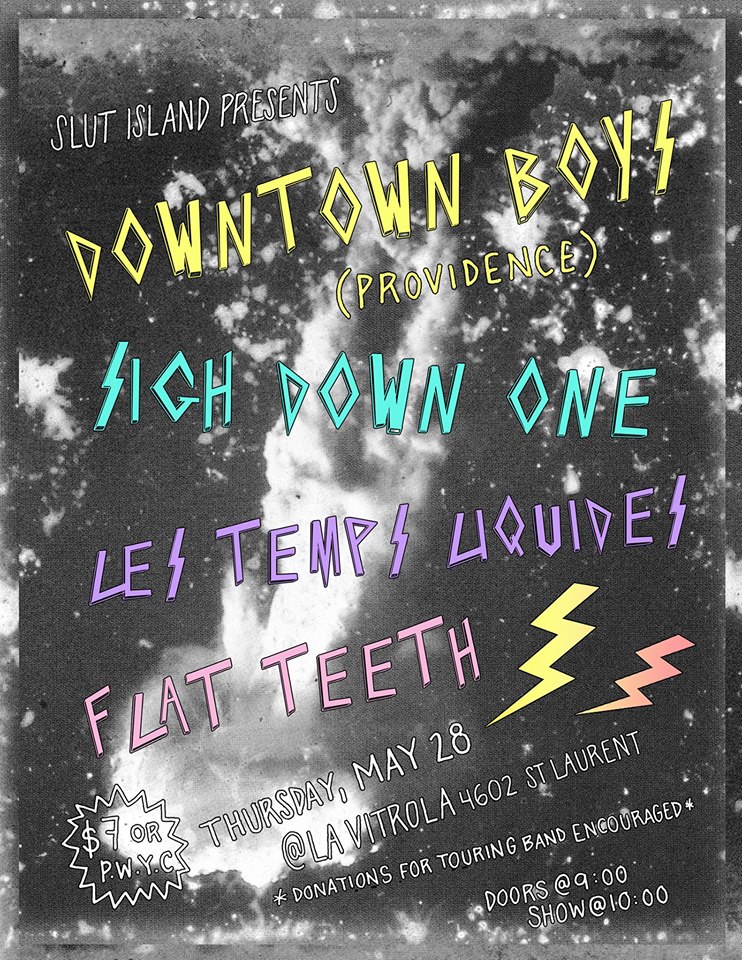 SLUT ISLAND PRESENTS
DOWNTOWN BOYS
(PROVIDENCE)
SIGH DOWN ONE
LES TEMPS LIQUIDES
FLAT TEETH
THURSDAY, MAY 28
@LA VITROLA 4602 ST LAURENT
$7 OR
P.W.Y.C
*DONATIONS FOR TOURING BAND ENCOURAGED*
DOORS @9:00
SHOW@10:00